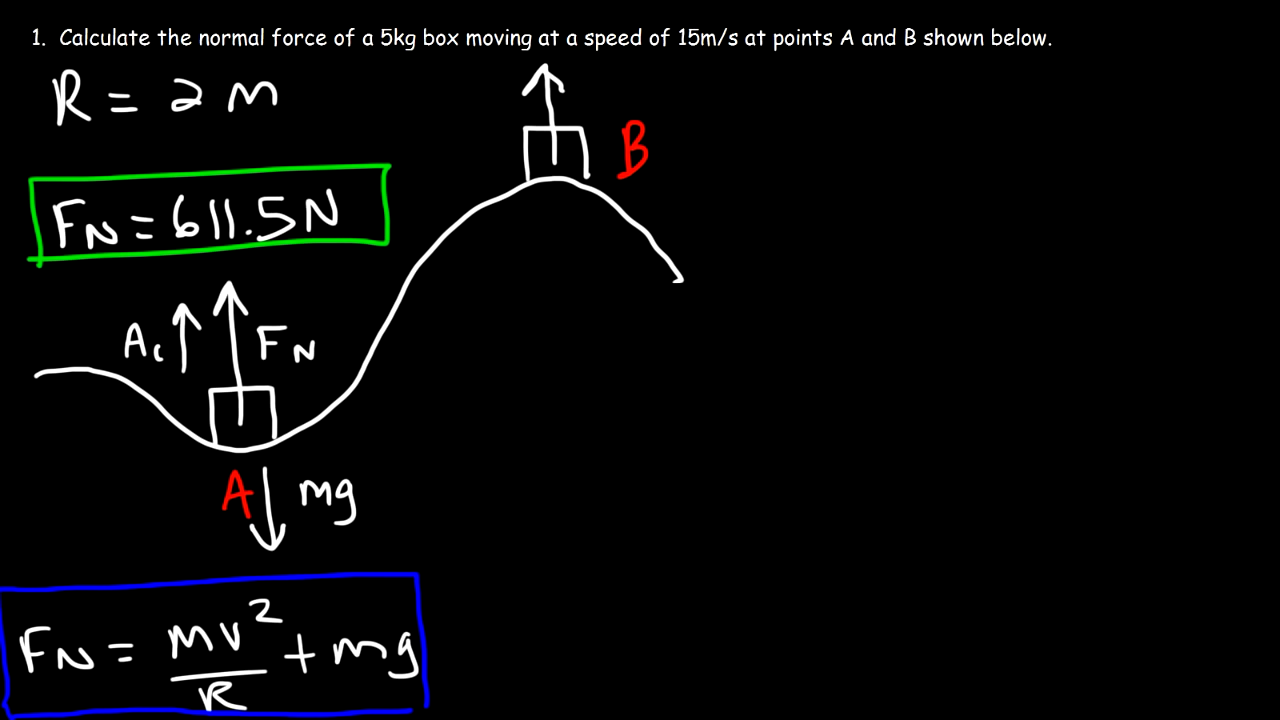 1. Calculate the normal force of a 5kg box moving at a speed of 15m/s at points A and B shown below.
R = 2 m
B
FN = 611.5N
Ac
FN
A
mg
FN = mv²/R + mg